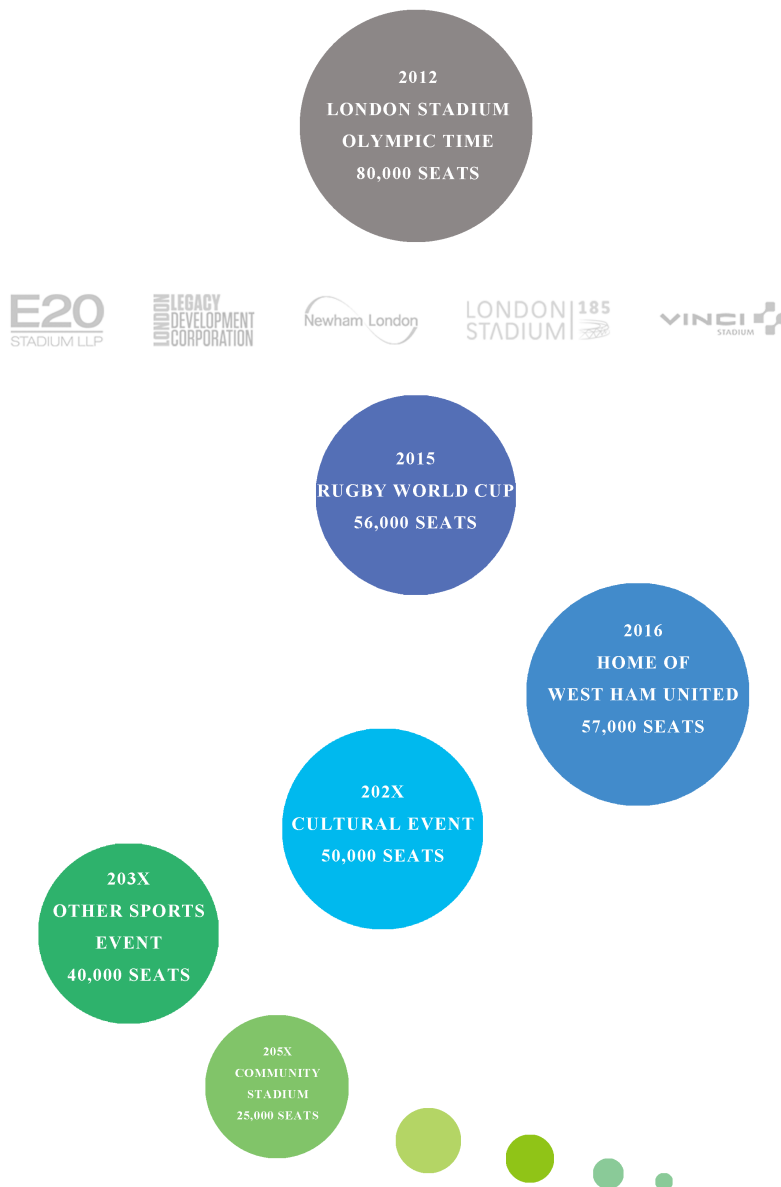 2012
LONDON STADIUM
OLYMPIC TIME
80,000 SEATS
E20
STADIUM LLP
LONDON
LEGACY
DEVELOPMENT
CORPORATION
Newham London
LONDON
STADIUM
185
VINCI
STADIUM
2015
RUGBY WORLD CUP
56,000 SEATS
2016
HOME OF
WEST HAM UNITED
57,000 SEATS
202X
CULTURAL EVENT
50,000 SEATS
203X
OTHER SPORTS
EVENT
40,000 SEATS
205X
COMMUNITY
STADIUM
25,000 SEATS